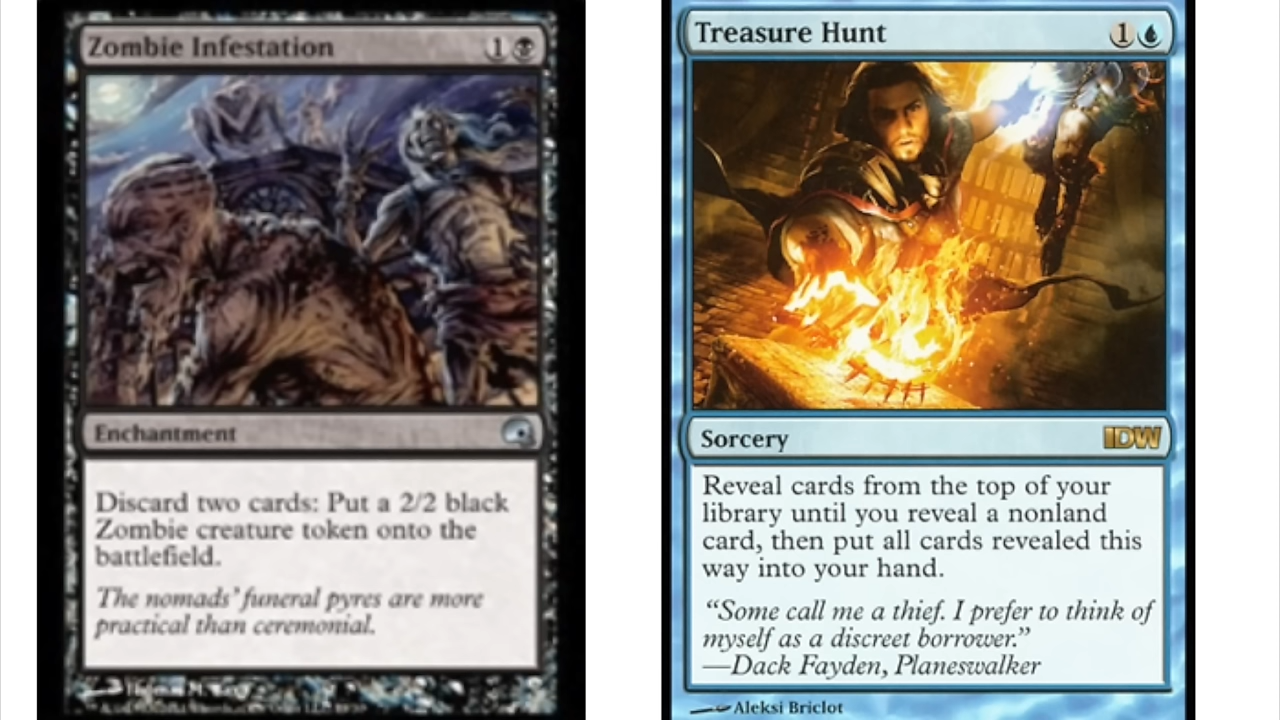 Zombie Infestation 1
Enchantment
Discard two cards: Put a 2/2 black
Zombie creature token onto the
battlefield.
The nomads' funeral pyres are more
practical than ceremonial.
Treasure Hunt 1
Sorcery IDW
Reveal cards from the top of your
library until you reveal a nonland
card, then put all cards revealed this
way into your hand.
“Some call me a thief. I prefer to think of
myself as a discreet borrower.”
—Dack Fayden, Planeswalker
Aleksi Briclot